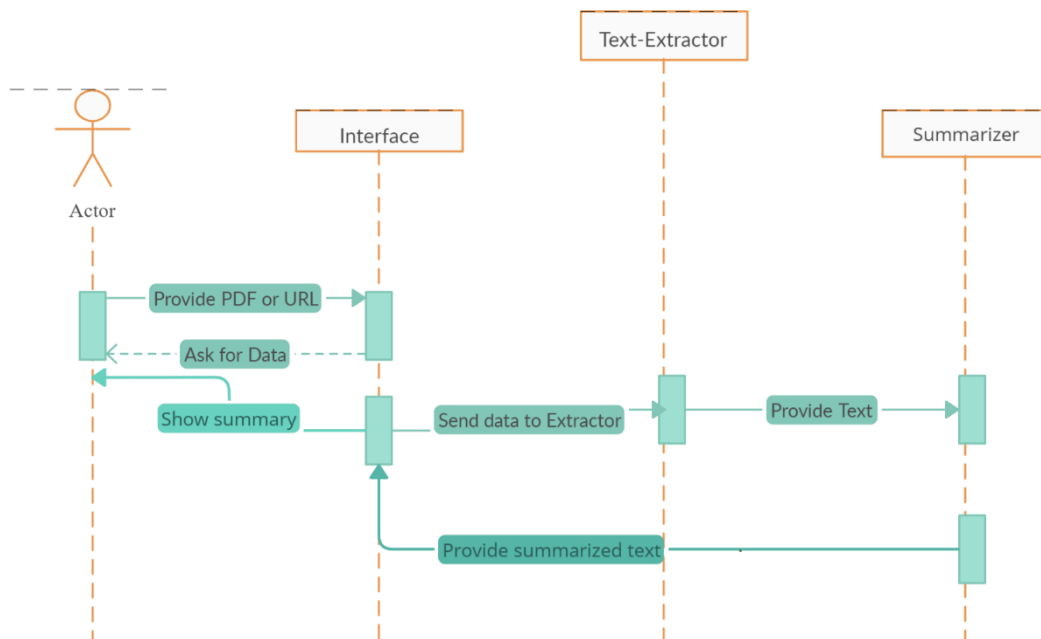 Text-Extractor
Interface
Summarizer
Actor
Provide PDF or URL
Ask for Data
Show summary
Send data to Extractor
Provide Text
Provide summarized text